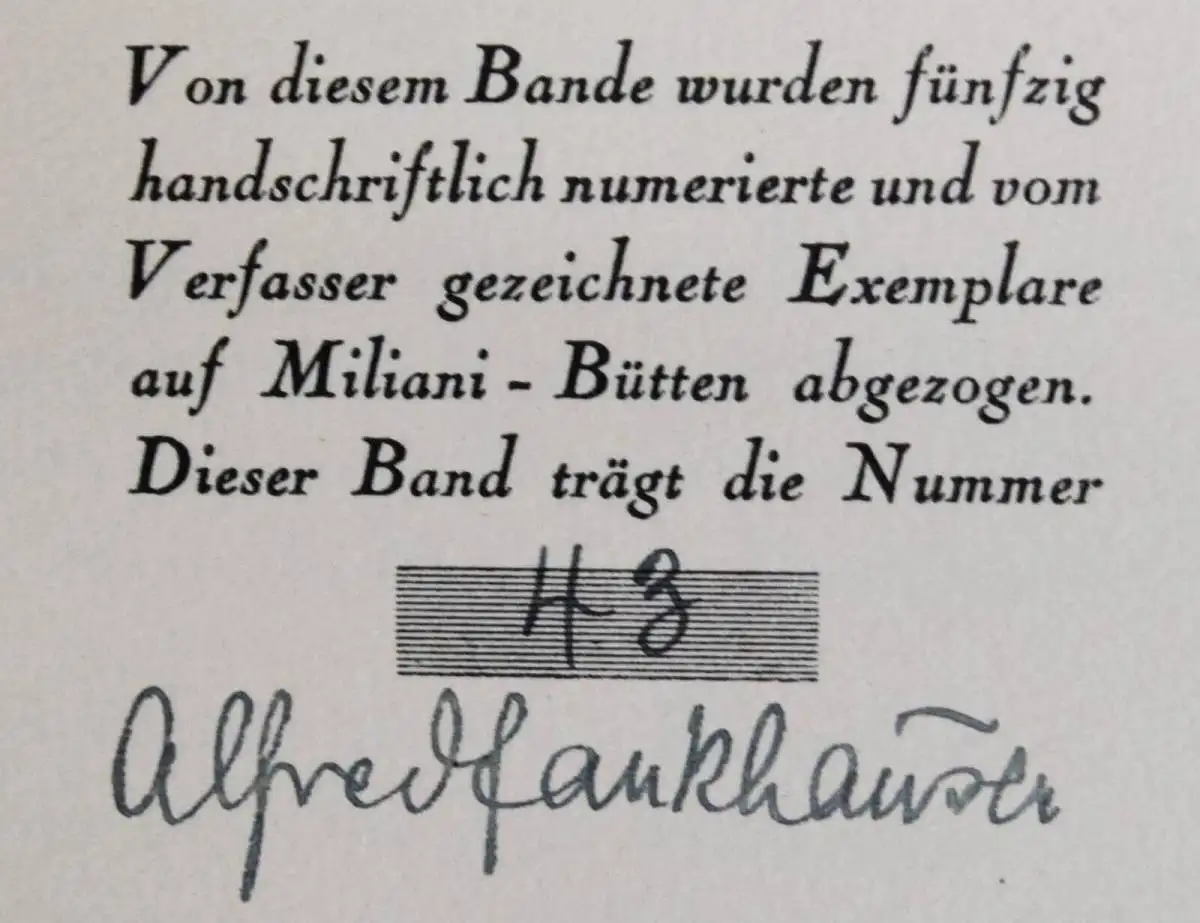 Von diesem Bande wurden fünfzig
handschriftlich numerierte und vom
Verfasser gezeichnete Exemplare
auf Miliani - Bütten abgezogen.
Dieser Band trägt die Nummer
43
Alfred Fankhauser